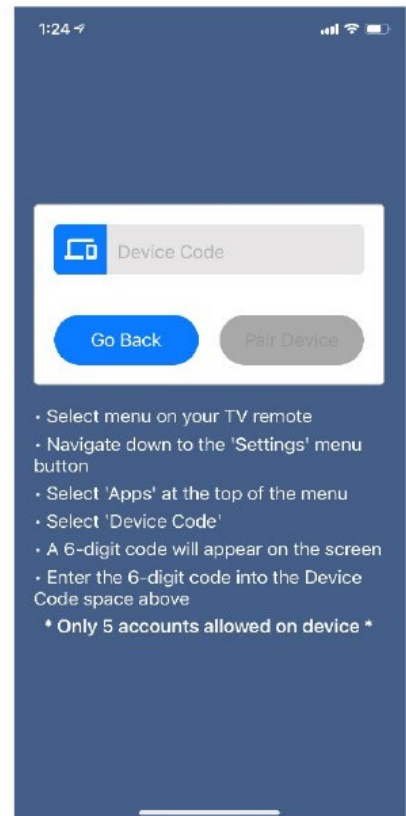 1:24
Device Code
Go Back
Pair Device
• Select menu on your TV remote
• Navigate down to the 'Settings' menu
button
• Select 'Apps' at the top of the menu
• Select 'Device Code'
• A 6-digit code will appear on the screen
• Enter the 6-digit code into the Device
Code space above
* Only 5 accounts allowed on device *